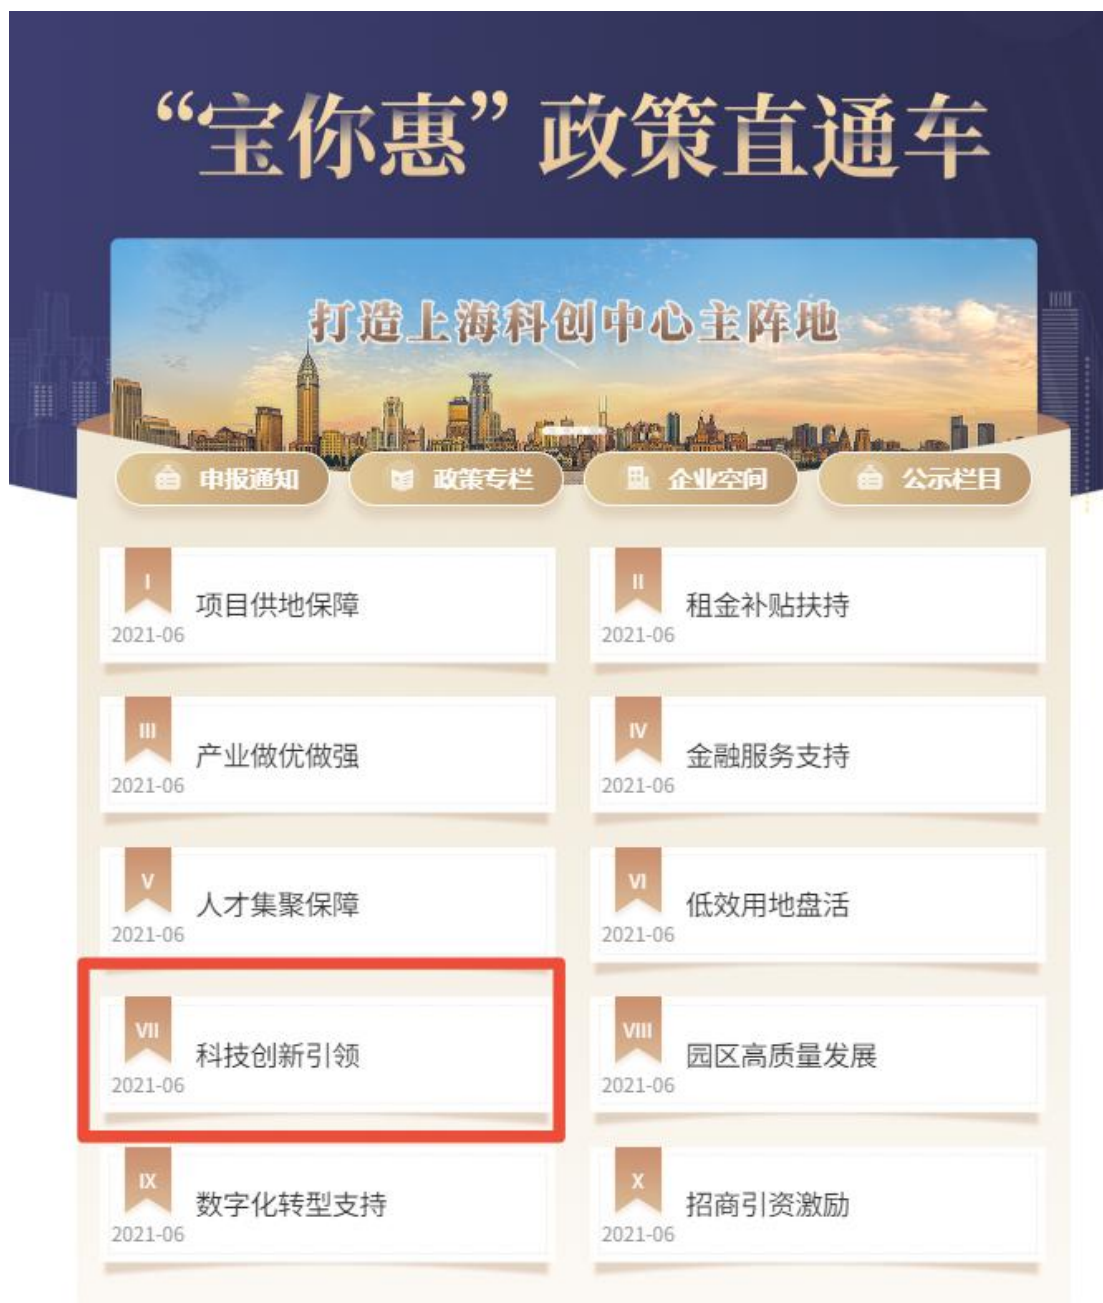 “宝你惠”政策直通车
打造上海科创中心主阵地
申报通知
政策专栏
企业空间
公示栏目
I
项目供地保障
2021-06
II
租金补贴扶持
2021-06
III
产业做优做强
2021-06
IV
金融服务支持
2021-06
V
人才集聚保障
2021-06
VI
低效用地盘活
2021-06
VII
科技创新引领
2021-06
VIII
园区高质量发展
2021-06
IX
数字化转型支持
2021-06
X
招商引资激励
2021-06